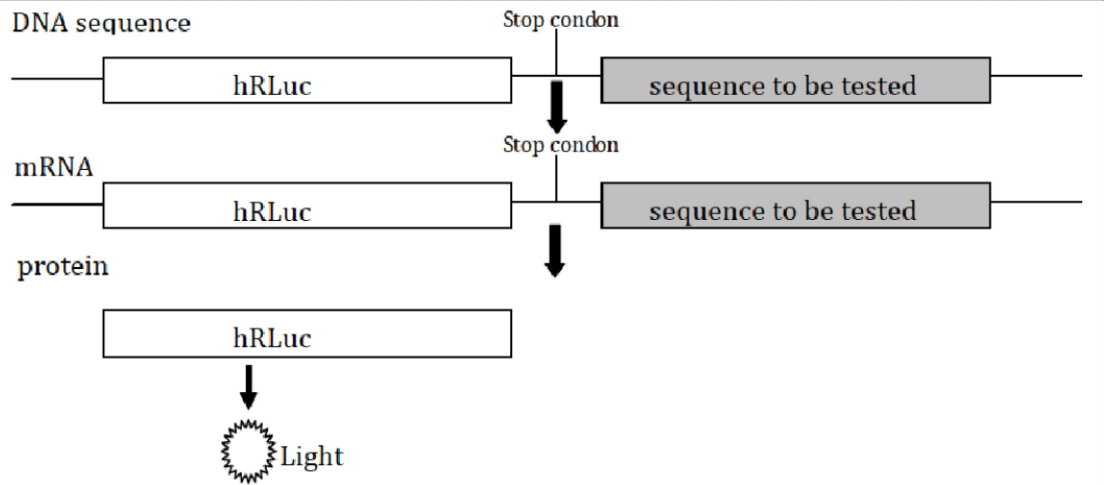 DNA sequence
Stop condon
hRLuc
sequence to be tested
Stop condon
mRNA
hRLuc
sequence to be tested
protein
hRLuc
Light